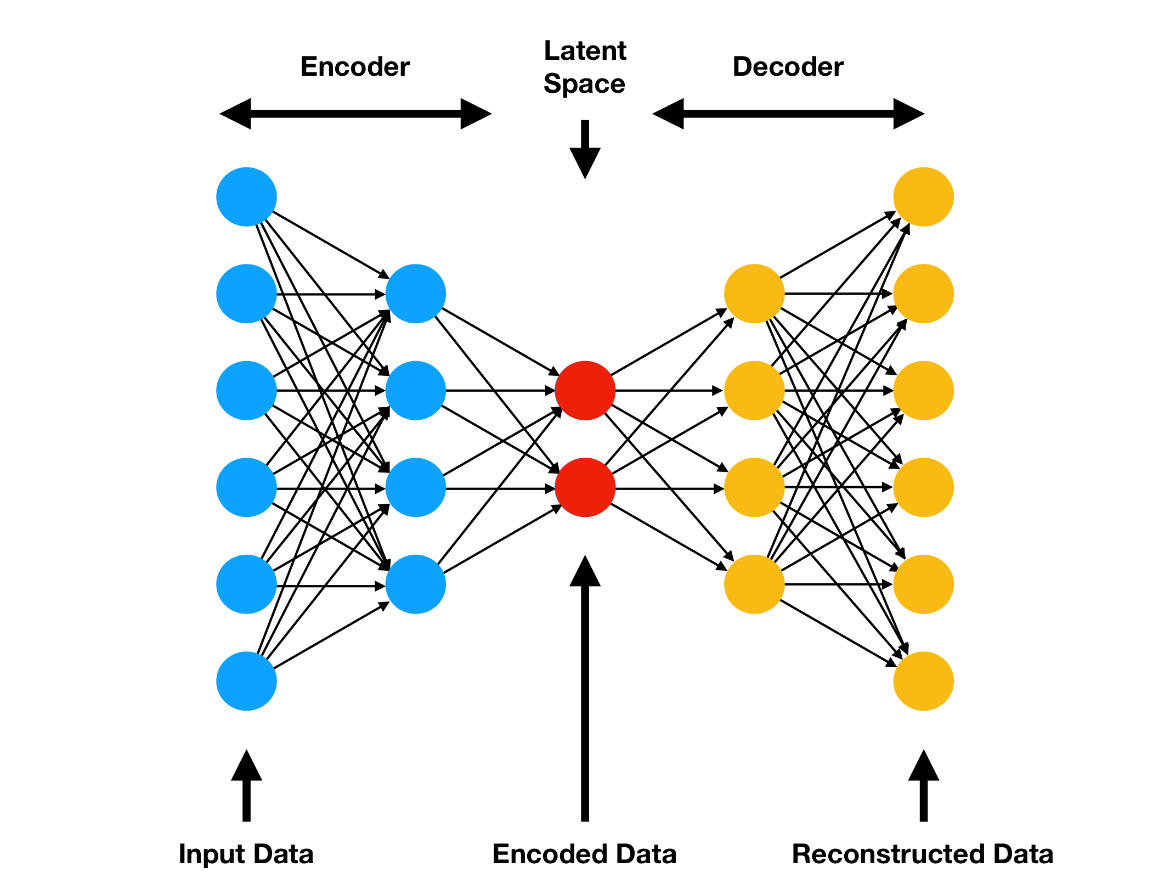 Encoder
Latent
Space
Decoder
Input Data
Encoded Data
Reconstructed Data